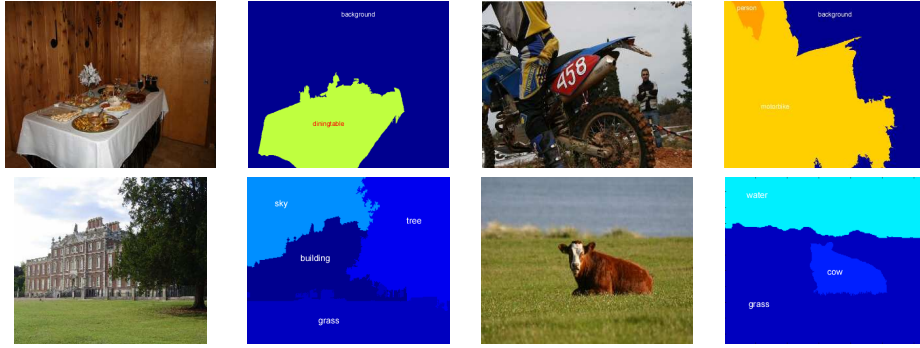 background
diningtable
458
person
background
motorbike
sky
tree
building
grass
water
cow
grass